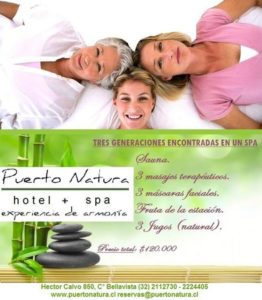 TRES GENERACIONES ENCONTRADAS EN UN SPA
Puerto Natura
hotel + spa
experiencia de armonía
Sauna.
3 masajes terapéuticos.
3 máscaras faciales.
Fruta de la estación.
3 Jugos (natural).
Precio total: $120.000
Hector Calvo 850, C° Bellavista (32) 2112730 - 2224405
www.puertonatura.cl reservas@puertonatura.cl